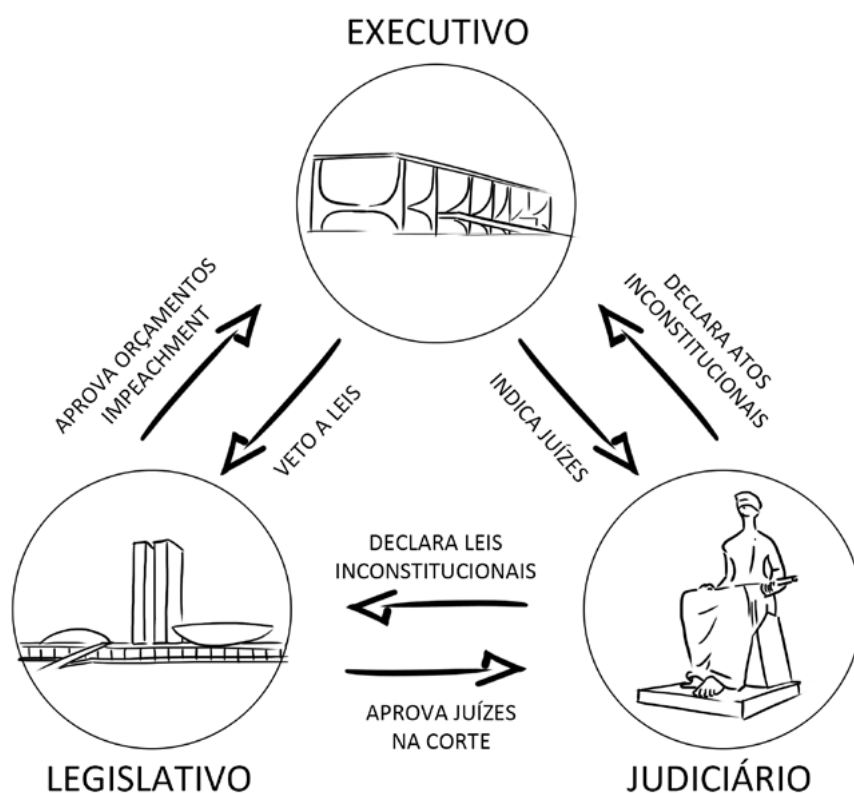 EXECUTIVO
APROVA ORÇAMENTOS
IMPEACHMENT
VETO A LEIS
INDICA JUÍZES
DECLARA ATOS
INCONSTITUCIONAIS
DECLARA LEIS
INCONSTITUCIONAIS
APROVA JUÍZES
NA CORTE
LEGISLATIVO
JUDICIÁRIO